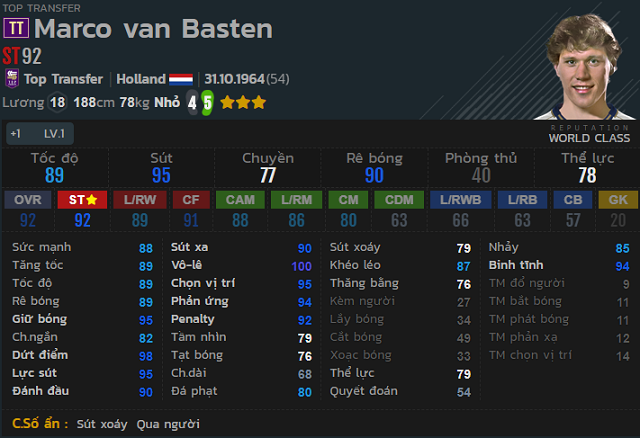 TOP TRANSFER
TT Marco van Basten
ST 92
Top Transfer Holland 31.10.1964(54)
Lương 18 188cm 78kg Nhỏ 4 5
+1 LV.1
REPUTATION
WORLD CLASS
Tốc độ Sút Chuyền Rê bóng Phòng thủ Thể lực
89 95 77 90 40 78
OVR ST L/RW CF CAM L/RM CM CDM L/RWB L/RB CB GK
92 92 89 91 88 86 80 63 66 63 57 20
Sức mạnh 88 Sút xa 90 Sút xoáy 79 Nhảy 85
Tăng tốc 89 Vô-lê 100 Khéo léo 87 Bình tĩnh 94
Tốc độ 89 Chọn vị trí 95 Thăng bằng 76 TM đổ người 9
Rê bóng 89 Phản ứng 94 Kèm người 27 TM bắt bóng 11
Giữ bóng 95 Penalty 92 Lấy bóng 34 TM phát bóng 11
Ch.ngắn 82 Tầm nhìn 79 Cắt bóng 49 TM phản xạ 12
Dứt điểm 98 Tạt bóng 76 Xoạc bóng 33 TM chọn vị trí 14
Lực sút 95 Ch.dài 68 Thể lực 79
Đánh đầu 90 Đá phạt 80 Quyết đoán 54
C.Số ẩn : Sút xoáy Qua người